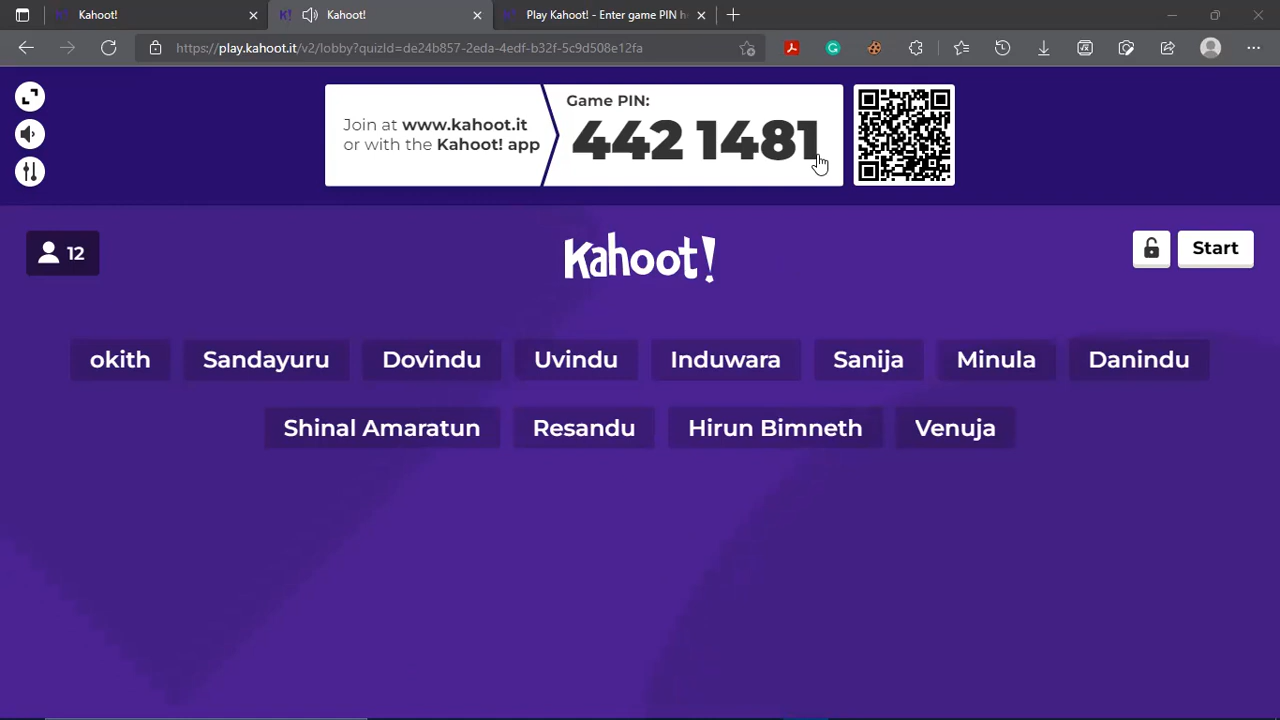 Kahoot!
Kahoot!
Play Kahoot! - Enter game PIN h
https://play.kahoot.it/v2/lobby?quizId=de24b857-2eda-4edf-b32f-5c9d508e12fa
Join at www.kahoot.it
or with the Kahoot! app
Game PIN:
442 1481
12
Kahoot!
Start
okith
Sandayuru
Dovindu
Uvindu
Induwara
Sanija
Minula
Danindu
Shinal Amaratun
Resandu
Hirun Bimneth
Venuja